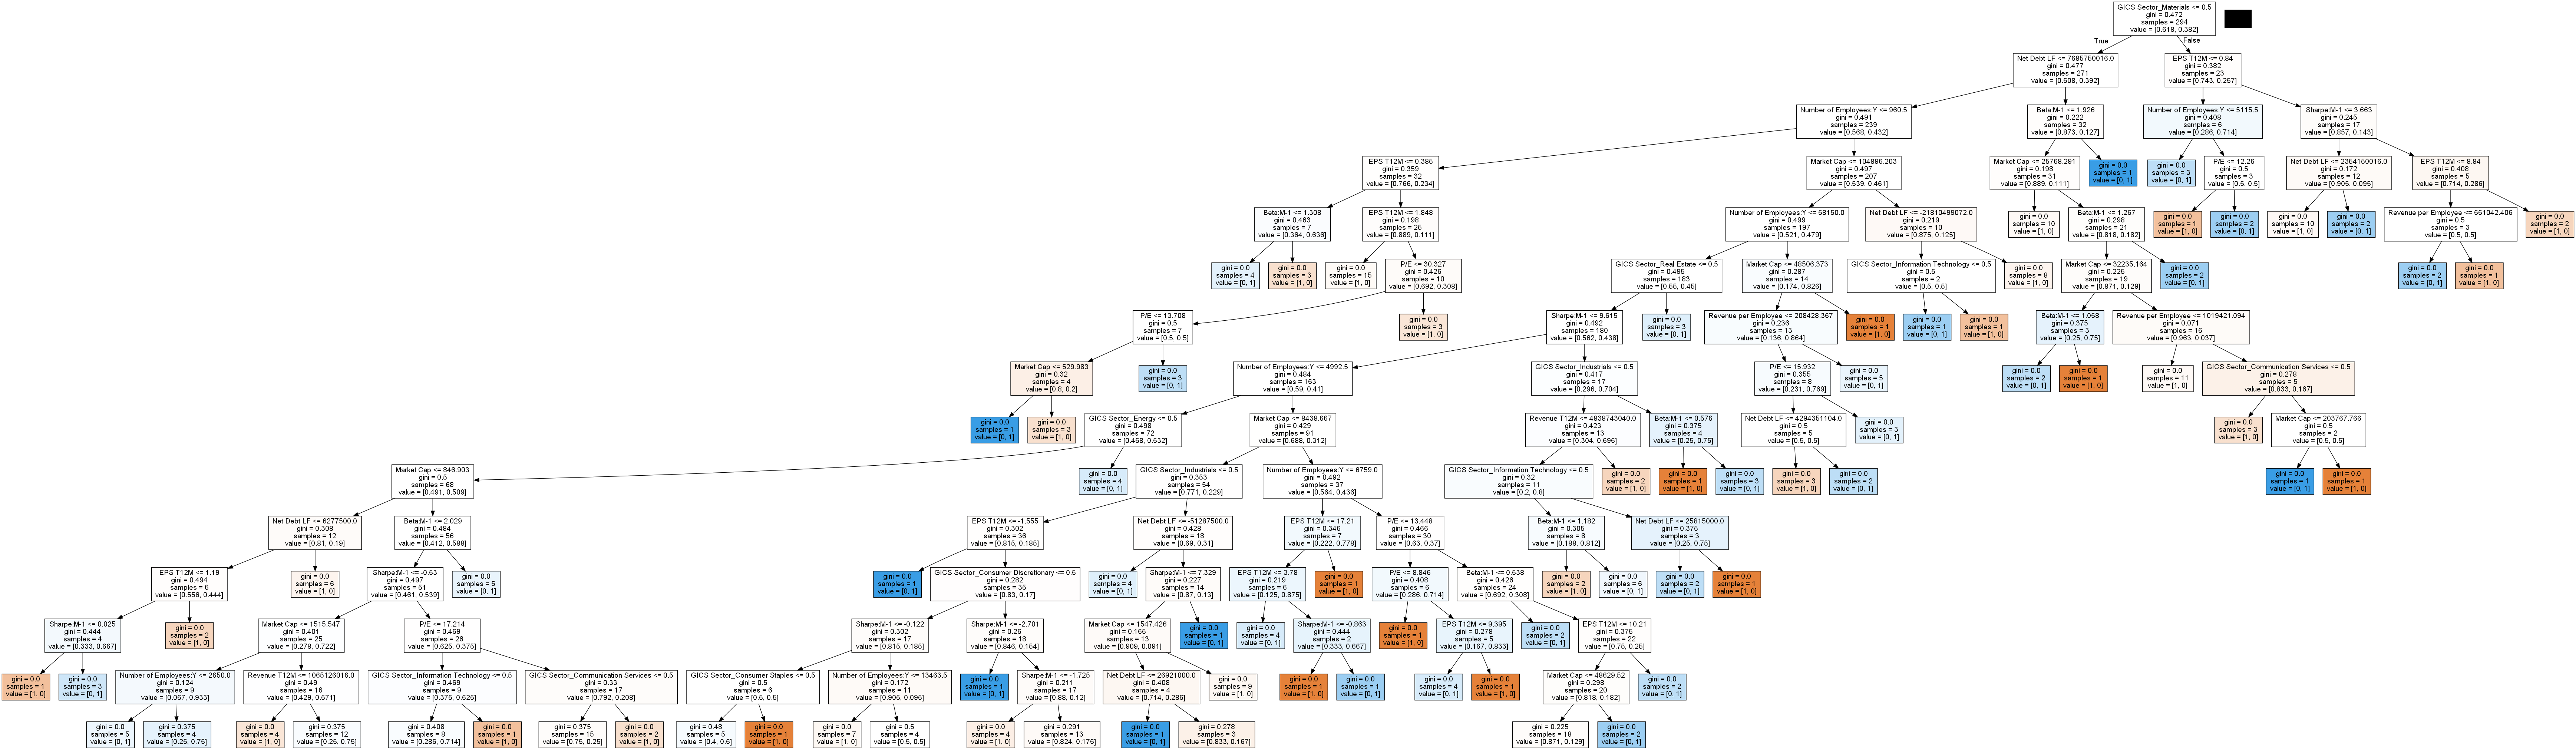 GICS Sector_Materials <= 0.5
gini = 0.472
samples = 294
value = [0.618, 0.382]
True
False
Net Debt LF <= 7685750016.0
gini = 0.477
samples = 271
value = [0.608, 0.392]
EPS T12M <= 0.84
gini = 0.382
samples = 23
value = [0.743, 0.257]
Number of Employees:Y <= 960.5
gini = 0.491
samples = 239
value = [0.568, 0.432]
Beta:M-1 <= 1.926
gini = 0.222
samples = 32
value = [0.873, 0.127]
Number of Employees:Y <= 5115.5
gini = 0.408
samples = 6
value = [0.286, 0.714]
Sharpe:M-1 <= 3.663
gini = 0.245
samples = 17
value = [0.857, 0.143]
EPS T12M <= 0.385
gini = 0.359
samples = 32
value = [0.766, 0.234]
Market Cap <= 104896.203
gini = 0.497
samples = 207
value = [0.539, 0.461]
Market Cap <= 25768.291
gini = 0.198
samples = 31
value = [0.889, 0.111]
gini = 0.0
samples = 1
value = [0, 1]
gini = 0.0
samples = 3
value = [0, 1]
P/E <= 12.26
gini = 0.5
samples = 3
value = [0.5, 0.5]
Net Debt LF <= 2354150016.0
gini = 0.172
samples = 12
value = [0.905, 0.095]
EPS T12M <= 8.84
gini = 0.408
samples = 5
value = [0.714, 0.286]
Beta:M-1 <= 1.308
gini = 0.463
samples = 7
value = [0.364, 0.636]
EPS T12M <= 1.848
gini = 0.198
samples = 25
value = [0.889, 0.111]
Number of Employees:Y <= 58150.0
gini = 0.499
samples = 197
value = [0.521, 0.479]
Net Debt LF <= -21810499072.0
gini = 0.219
samples = 10
value = [0.875, 0.125]
gini = 0.0
samples = 10
value = [1, 0]
Beta:M-1 <= 1.267
gini = 0.298
samples = 21
value = [0.818, 0.182]
gini = 0.0
samples = 1
value = [1, 0]
gini = 0.0
samples = 2
value = [0, 1]
gini = 0.0
samples = 10
value = [1, 0]
gini = 0.0
samples = 2
value = [0, 1]
Revenue per Employee <= 661042.406
gini = 0.5
samples = 3
value = [0.5, 0.5]
gini = 0.0
samples = 2
value = [1, 0]
gini = 0.0
samples = 4
value = [0, 1]
gini = 0.0
samples = 3
value = [1, 0]
gini = 0.0
samples = 15
value = [1, 0]
P/E <= 30.327
gini = 0.426
samples = 10
value = [0.692, 0.308]
GICS Sector_Real Estate <= 0.5
gini = 0.495
samples = 183
value = [0.55, 0.45]
Market Cap <= 48506.373
gini = 0.287
samples = 14
value = [0.174, 0.826]
GICS Sector_Information Technology <= 0.5
gini = 0.5
samples = 2
value = [0.5, 0.5]
gini = 0.0
samples = 8
value = [1, 0]
Market Cap <= 32235.164
gini = 0.225
samples = 19
value = [0.871, 0.129]
gini = 0.0
samples = 2
value = [0, 1]
gini = 0.0
samples = 2
value = [0, 1]
gini = 0.0
samples = 1
value = [1, 0]
P/E <= 13.708
gini = 0.5
samples = 7
value = [0.5, 0.5]
gini = 0.0
samples = 3
value = [1, 0]
Sharpe:M-1 <= 9.615
gini = 0.492
samples = 180
value = [0.562, 0.438]
gini = 0.0
samples = 3
value = [0, 1]
Revenue per Employee <= 208428.367
gini = 0.236
samples = 13
value = [0.136, 0.864]
gini = 0.0
samples = 1
value = [1, 0]
gini = 0.0
samples = 1
value = [0, 1]
gini = 0.0
samples = 1
value = [1, 0]
Beta:M-1 <= 1.058
gini = 0.375
samples = 3
value = [0.25, 0.75]
Revenue per Employee <= 1019421.094
gini = 0.071
samples = 16
value = [0.963, 0.037]
Market Cap <= 529.983
gini = 0.32
samples = 4
value = [0.8, 0.2]
gini = 0.0
samples = 3
value = [0, 1]
Number of Employees:Y <= 4992.5
gini = 0.484
samples = 163
value = [0.59, 0.41]
GICS Sector_Industrials <= 0.5
gini = 0.417
samples = 17
value = [0.296, 0.704]
P/E <= 15.932
gini = 0.355
samples = 8
value = [0.231, 0.769]
gini = 0.0
samples = 5
value = [0, 1]
gini = 0.0
samples = 2
value = [0, 1]
gini = 0.0
samples = 1
value = [1, 0]
gini = 0.0
samples = 11
value = [1, 0]
GICS Sector_Communication Services <= 0.5
gini = 0.278
samples = 5
value = [0.833, 0.167]
gini = 0.0
samples = 1
value = [0, 1]
gini = 0.0
samples = 3
value = [1, 0]
GICS Sector_Energy <= 0.5
gini = 0.498
samples = 72
value = [0.468, 0.532]
Market Cap <= 8438.667
gini = 0.429
samples = 91
value = [0.688, 0.312]
Revenue T12M <= 4838743040.0
gini = 0.423
samples = 13
value = [0.304, 0.696]
Beta:M-1 <= 0.576
gini = 0.375
samples = 4
value = [0.25, 0.75]
Net Debt LF <= 4294351104.0
gini = 0.5
samples = 5
value = [0.5, 0.5]
gini = 0.0
samples = 3
value = [0, 1]
gini = 0.0
samples = 3
value = [1, 0]
Market Cap <= 203767.766
gini = 0.5
samples = 2
value = [0.5, 0.5]
Market Cap <= 846.903
gini = 0.5
samples = 68
value = [0.491, 0.509]
gini = 0.0
samples = 4
value = [0, 1]
GICS Sector_Industrials <= 0.5
gini = 0.353
samples = 54
value = [0.771, 0.229]
Number of Employees:Y <= 6759.0
gini = 0.492
samples = 37
value = [0.564, 0.436]
GICS Sector_Information Technology <= 0.5
gini = 0.32
samples = 11
value = [0.2, 0.8]
gini = 0.0
samples = 2
value = [1, 0]
gini = 0.0
samples = 1
value = [1, 0]
gini = 0.0
samples = 3
value = [0, 1]
gini = 0.0
samples = 3
value = [1, 0]
gini = 0.0
samples = 2
value = [0, 1]
gini = 0.0
samples = 1
value = [0, 1]
gini = 0.0
samples = 1
value = [1, 0]
Net Debt LF <= 6277500.0
gini = 0.308
samples = 12
value = [0.81, 0.19]
Beta:M-1 <= 2.029
gini = 0.484
samples = 56
value = [0.412, 0.588]
EPS T12M <= -1.555
gini = 0.302
samples = 36
value = [0.815, 0.185]
Net Debt LF <= -51287500.0
gini = 0.428
samples = 18
value = [0.69, 0.31]
EPS T12M <= 17.21
gini = 0.346
samples = 7
value = [0.222, 0.778]
P/E <= 13.448
gini = 0.466
samples = 30
value = [0.63, 0.37]
Beta:M-1 <= 1.182
gini = 0.305
samples = 8
value = [0.188, 0.812]
Net Debt LF <= 25815000.0
gini = 0.375
samples = 3
value = [0.25, 0.75]
EPS T12M <= 1.19
gini = 0.494
samples = 6
value = [0.556, 0.444]
gini = 0.0
samples = 6
value = [1, 0]
Sharpe:M-1 <= -0.53
gini = 0.497
samples = 51
value = [0.461, 0.539]
gini = 0.0
samples = 5
value = [0, 1]
gini = 0.0
samples = 1
value = [0, 1]
GICS Sector_Consumer Discretionary <= 0.5
gini = 0.282
samples = 35
value = [0.83, 0.17]
gini = 0.0
samples = 4
value = [0, 1]
Sharpe:M-1 <= 7.329
gini = 0.227
samples = 14
value = [0.87, 0.13]
EPS T12M <= 3.78
gini = 0.219
samples = 6
value = [0.125, 0.875]
gini = 0.0
samples = 1
value = [1, 0]
P/E <= 8.846
gini = 0.408
samples = 6
value = [0.286, 0.714]
Beta:M-1 <= 0.538
gini = 0.426
samples = 24
value = [0.692, 0.308]
gini = 0.0
samples = 2
value = [1, 0]
gini = 0.0
samples = 6
value = [0, 1]
gini = 0.0
samples = 2
value = [0, 1]
gini = 0.0
samples = 1
value = [1, 0]
Sharpe:M-1 <= 0.025
gini = 0.444
samples = 4
value = [0.333, 0.667]
gini = 0.0
samples = 2
value = [1, 0]
Market Cap <= 1515.547
gini = 0.401
samples = 25
value = [0.278, 0.722]
P/E <= 17.214
gini = 0.469
samples = 26
value = [0.625, 0.375]
Sharpe:M-1 <= -0.122
gini = 0.302
samples = 17
value = [0.815, 0.185]
Sharpe:M-1 <= -2.701
gini = 0.26
samples = 18
value = [0.846, 0.154]
Market Cap <= 1547.426
gini = 0.165
samples = 13
value = [0.909, 0.091]
gini = 0.0
samples = 1
value = [0, 1]
gini = 0.0
samples = 4
value = [0, 1]
Sharpe:M-1 <= -0.863
gini = 0.444
samples = 2
value = [0.333, 0.667]
gini = 0.0
samples = 1
value = [1, 0]
EPS T12M <= 9.395
gini = 0.278
samples = 5
value = [0.167, 0.833]
gini = 0.0
samples = 2
value = [0, 1]
EPS T12M <= 10.21
gini = 0.375
samples = 22
value = [0.75, 0.25]
gini = 0.0
samples = 1
value = [1, 0]
gini = 0.0
samples = 3
value = [0, 1]
Number of Employees:Y <= 2650.0
gini = 0.124
samples = 9
value = [0.067, 0.933]
Revenue T12M <= 1065126016.0
gini = 0.49
samples = 16
value = [0.429, 0.571]
GICS Sector_Information Technology <= 0.5
gini = 0.469
samples = 9
value = [0.375, 0.625]
GICS Sector_Communication Services <= 0.5
gini = 0.33
samples = 17
value = [0.792, 0.208]
GICS Sector_Consumer Staples <= 0.5
gini = 0.5
samples = 6
value = [0.5, 0.5]
Number of Employees:Y <= 13463.5
gini = 0.172
samples = 11
value = [0.905, 0.095]
gini = 0.0
samples = 1
value = [0, 1]
Sharpe:M-1 <= -1.725
gini = 0.211
samples = 17
value = [0.88, 0.12]
Net Debt LF <= 26921000.0
gini = 0.408
samples = 4
value = [0.714, 0.286]
gini = 0.0
samples = 9
value = [1, 0]
gini = 0.0
samples = 1
value = [1, 0]
gini = 0.0
samples = 1
value = [0, 1]
gini = 0.0
samples = 4
value = [0, 1]
gini = 0.0
samples = 1
value = [1, 0]
Market Cap <= 48629.52
gini = 0.298
samples = 20
value = [0.818, 0.182]
gini = 0.0
samples = 2
value = [0, 1]
gini = 0.0
samples = 5
value = [0, 1]
gini = 0.375
samples = 4
value = [0.25, 0.75]
gini = 0.0
samples = 4
value = [1, 0]
gini = 0.375
samples = 12
value = [0.25, 0.75]
gini = 0.408
samples = 8
value = [0.286, 0.714]
gini = 0.0
samples = 1
value = [1, 0]
gini = 0.375
samples = 15
value = [0.75, 0.25]
gini = 0.0
samples = 2
value = [1, 0]
gini = 0.48
samples = 5
value = [0.4, 0.6]
gini = 0.0
samples = 1
value = [1, 0]
gini = 0.0
samples = 7
value = [1, 0]
gini = 0.5
samples = 4
value = [0.5, 0.5]
gini = 0.0
samples = 4
value = [1, 0]
gini = 0.291
samples = 13
value = [0.824, 0.176]
gini = 0.0
samples = 1
value = [0, 1]
gini = 0.278
samples = 3
value = [0.833, 0.167]
gini = 0.225
samples = 18
value = [0.871, 0.129]
gini = 0.0
samples = 2
value = [0, 1]